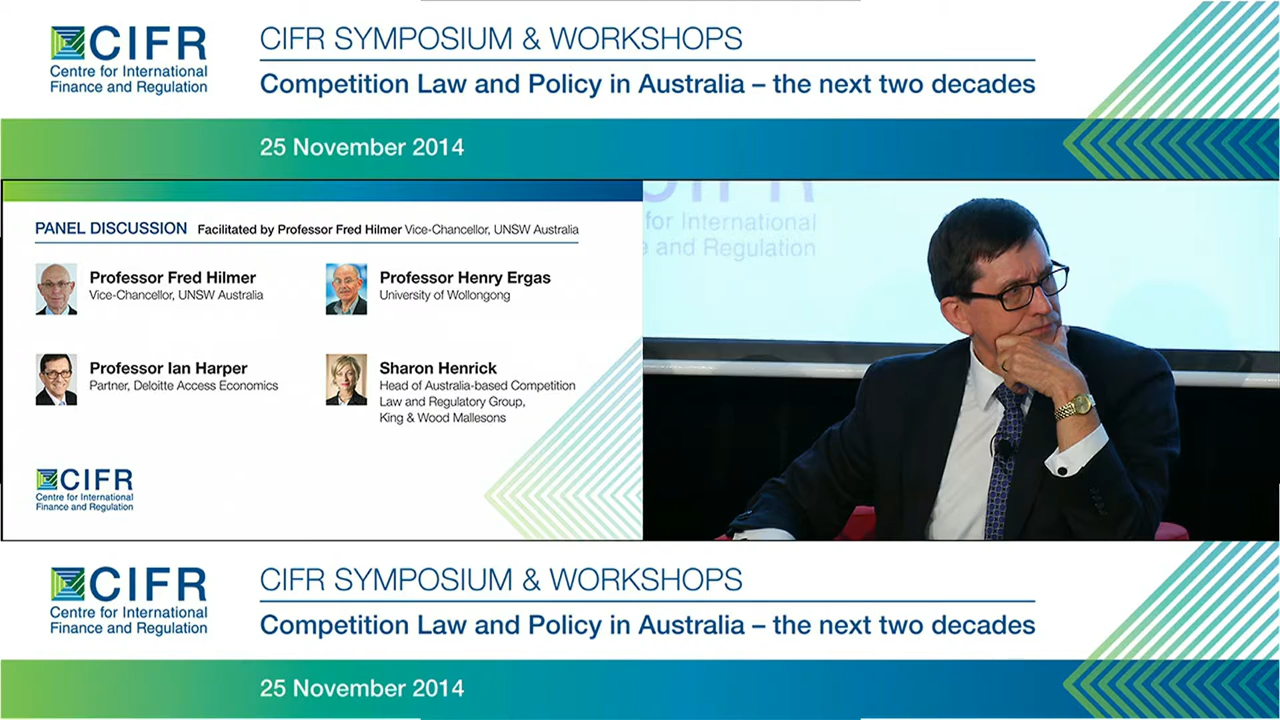 CIFR
Centre for International
Finance and Regulation
CIFR SYMPOSIUM & WORKSHOPS
Competition Law and Policy in Australia – the next two decades
25 November 2014
PANEL DISCUSSION Facilitated by Professor Fred Hilmer Vice-Chancellor, UNSW Australia
Professor Fred Hilmer
Vice-Chancellor, UNSW Australia
Professor Henry Ergas
University of Wollongong
Professor Ian Harper
Partner, Deloitte Access Economics
Sharon Henrick
Head of Australia-based Competition
Law and Regulatory Group,
King & Wood Mallesons
CIFR
Centre for International
Finance and Regulation
CIFR
for International
and Regulation
CIFR
Centre for International
Finance and Regulation
CIFR SYMPOSIUM & WORKSHOPS
Competition Law and Policy in Australia – the next two decades
25 November 2014